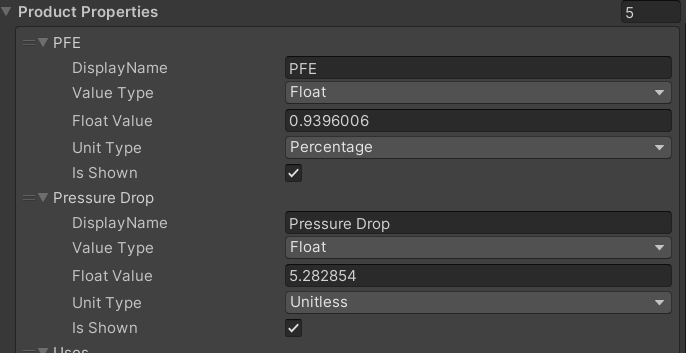 Product Properties 5
PFE
DisplayName PFE
Value Type Float
Float Value 0.9396006
Unit Type Percentage
Is Shown
Pressure Drop
DisplayName Pressure Drop
Value Type Float
Float Value 5.282854
Unit Type Unitless
Is Shown
Uses